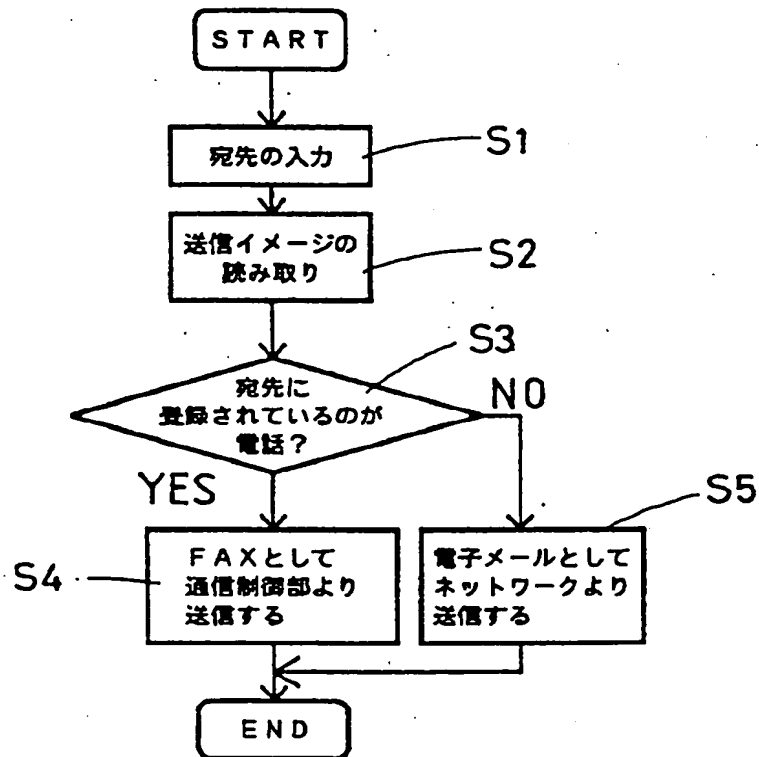 START
宛先の入力
S1
送信イメージの
読み取り
S2
S3
宛先に
登録されているのが
電話？
NO
YES
S4
FAXとして
通信制御部より
送信する
S5
電子メールとして
ネットワークより
送信する
END